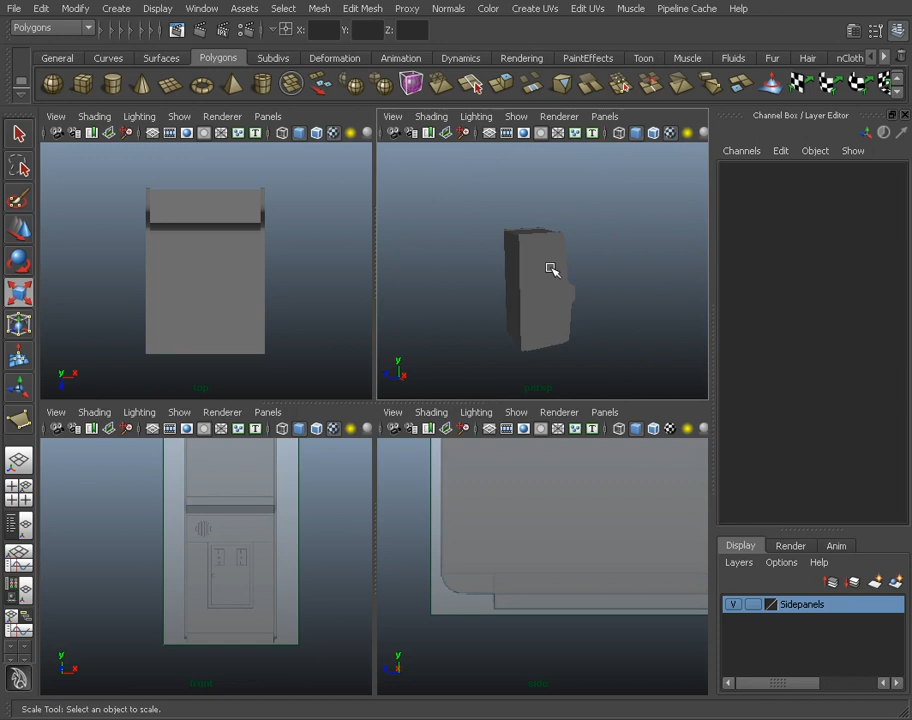 File Edit Modify Create Display Window Assets Select Mesh Edit Mesh Proxy Normals Color Create UVs Edit UVs Muscle Pipeline Cache Help
Polygons X: Y: Z:
General Curves Surfaces Polygons Subdivs Deformation Animation Dynamics Rendering PaintEffects Toon Muscle Fluids Fur Hair nCloth
View Shading Lighting Show Renderer Panels
View Shading Lighting Show Renderer Panels
Channel Box / Layer Editor
Channels Edit Object Show
y x
top
y
x
persp
View Shading Lighting Show Renderer Panels
View Shading Lighting Show Renderer Panels
Display Render Anim
Layers Options Help
V Sidepanels
y x
front
y
side
Scale Tool: Select an object to scale.